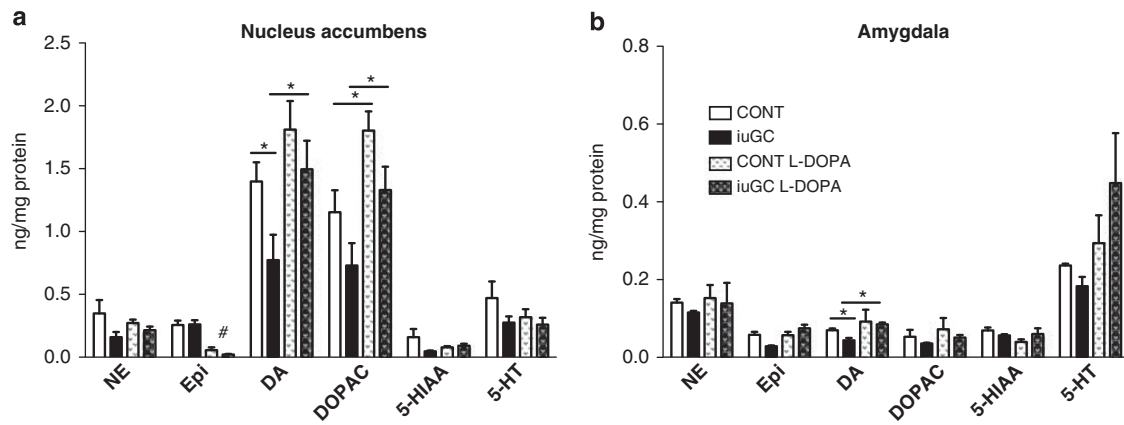 a
Nucleus accumbens
ng/mg protein
2.5
2.0
1.5
1.0
0.5
0.0
*
*
*
*
#
NE
Epi
DA
DOPAC
5-HIAA
5-HT
b
Amygdala
ng/mg protein
0.8
0.6
0.4
0.2
0.0
CONT
iuGC
CONT L-DOPA
iuGC L-DOPA
*
*
NE
Epi
DA
DOPAC
5-HIAA
5-HT